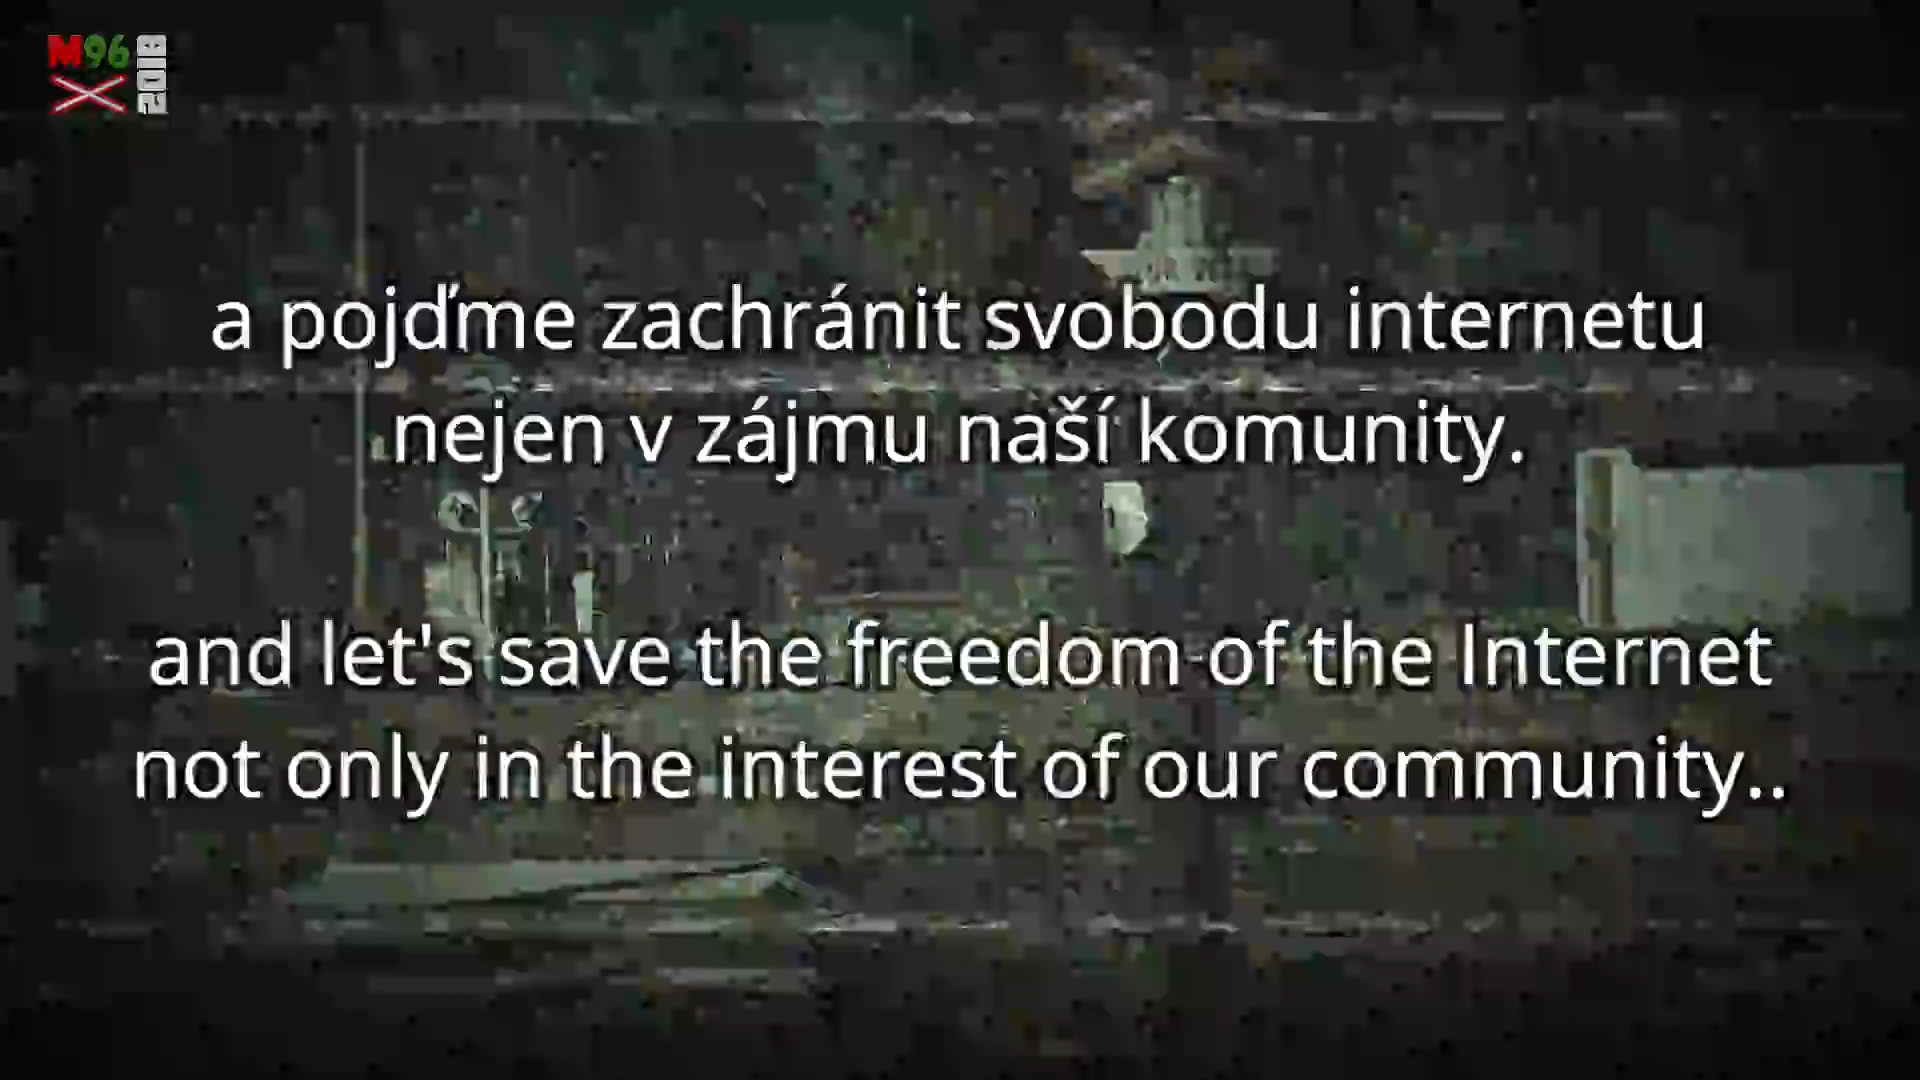 M96
2018
a pojďme zachránit svobodu internetu
nejen v zájmu naší komunity.
and let's save the freedom of the Internet
not only in the interest of our community..